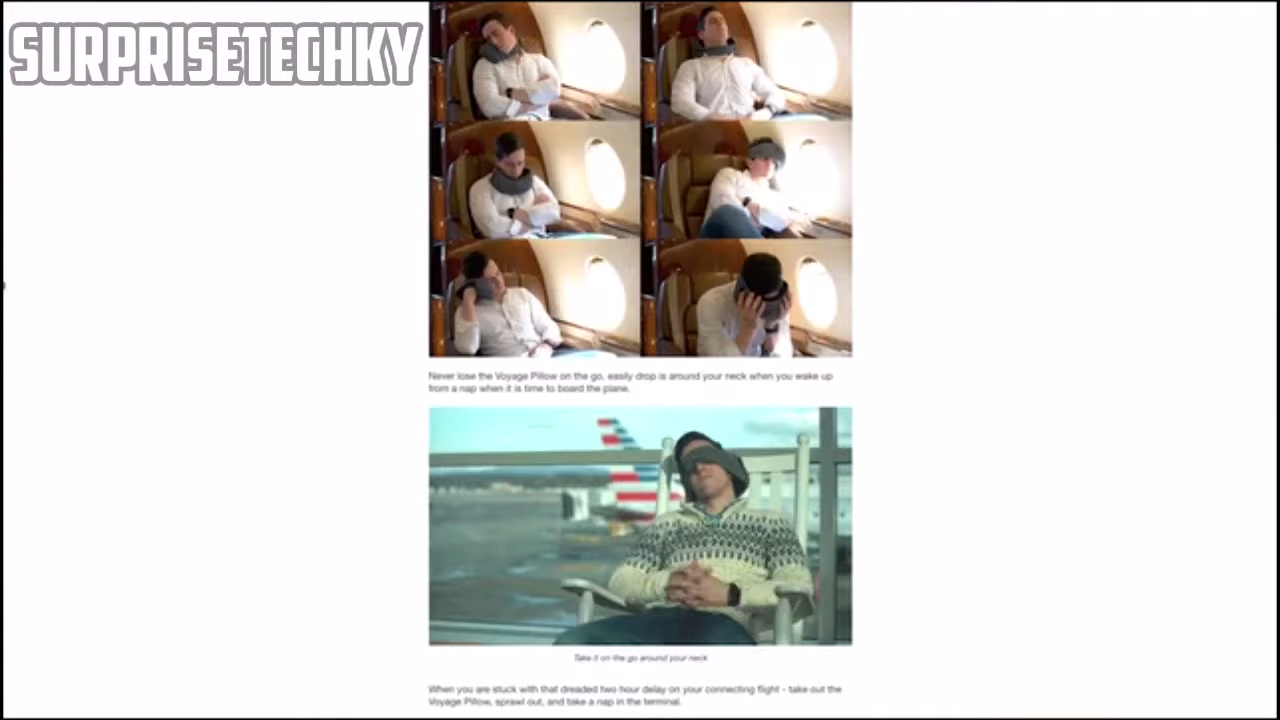 SURPRISETECHKY
Never lose the Voyage Pillow on the go, easily drop is around your neck when you wake up
from a nap when it is time to board the plane.
Take it on the go around your neck
When you are stuck with that dreaded two hour delay on your connecting flight - take out the
Voyage Pillow, sprawl out, and take a nap in the terminal.